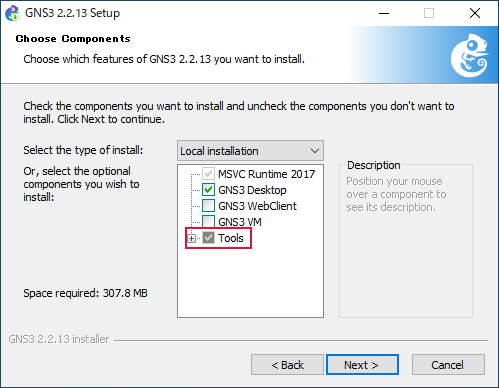 GNS3 2.2.13 Setup
Choose Components
Choose which features of GNS3 2.2.13 you want to install.
Check the components you want to install and uncheck the components you don't want to
install. Click Next to continue.
Select the type of install:
Local installation
Or, select the optional
components you wish to
install:
MSVC Runtime 2017
GNS3 Desktop
GNS3 WebClient
GNS3 VM
Tools
Description
Position your mouse
over a component to
see its description.
Space required: 307.8 MB
GNS3 2.2.13 installer
< Back
Next >
Cancel